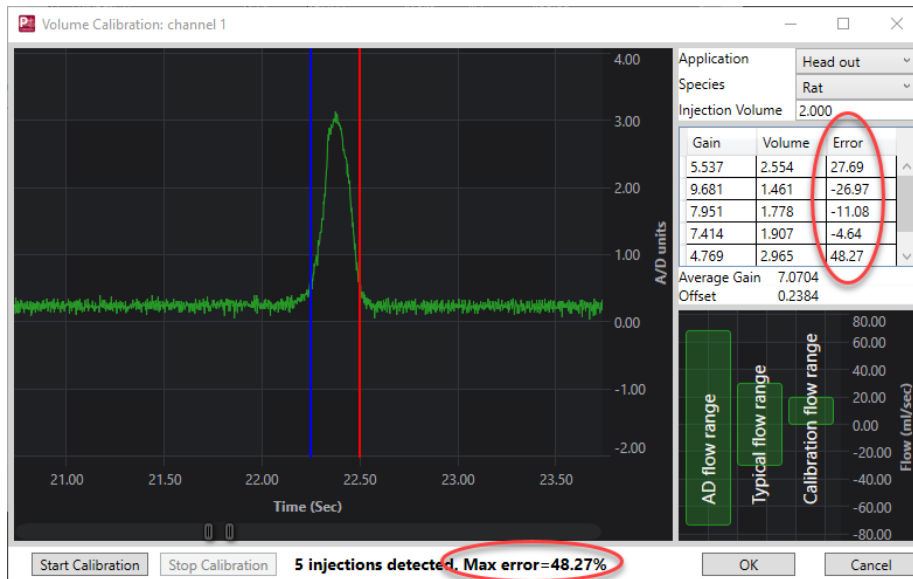 Volume Calibration: channel 1
4.00
3.00
2.00
1.00
0.00
-1.00
-2.00
A/D units
21.00 21.50 22.00 22.50 23.00 23.50
Time (Sec)
Application Head out
Species Rat
Injection Volume 2.000
Gain Volume Error
5.537 2.554 27.69
9.681 1.461 -26.97
7.951 1.778 -11.08
7.414 1.907 -4.64
4.769 2.965 48.27
Average Gain 7.0704
Offset 0.2384
AD flow range
Typical flow range
Calibration flow range
80.00
60.00
40.00
20.00
0.00
-20.00
-40.00
-60.00
-80.00
Flow (ml/sec)
Start Calibration Stop Calibration 5 injections detected. Max error=48.27% OK Cancel